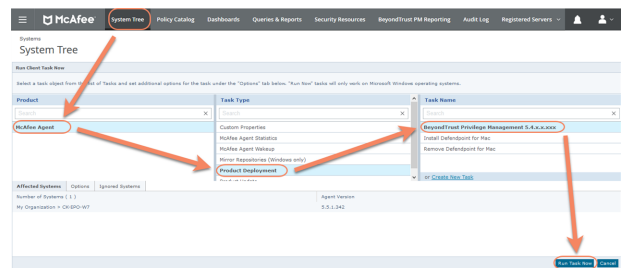 McAfee
System Tree
Policy Catalog
Dashboards
Queries & Reports
Security Resources
BeyondTrust PM Reporting
Audit Log
Registered Servers
Systems
System Tree
Run Client Task Now
Select a task object from list of Tasks and set additional options for the task under the "Options" tab below. "Run Now" tasks will only work on Microsoft Windows operating systems.
Product
Task Type
Task Name
Search
Search
Search
McAfee Agent
Custom Properties
McAfee Agent Statistics
McAfee Agent Wakeup
Mirror Repositories (Windows only)
Product Deployment
Product Update
BeyondTrust Privilege Management 5.4.x.x.xxx
Install Defendpoint for Mac
Remove Defendpoint for Mac
or Create New Task
Affected Systems
Options
Ignored Systems
Number of Systems ( 1 )
Agent Version
My Organization > CK-EPO-W7
5.5.1.342
Run Task Now
Cancel